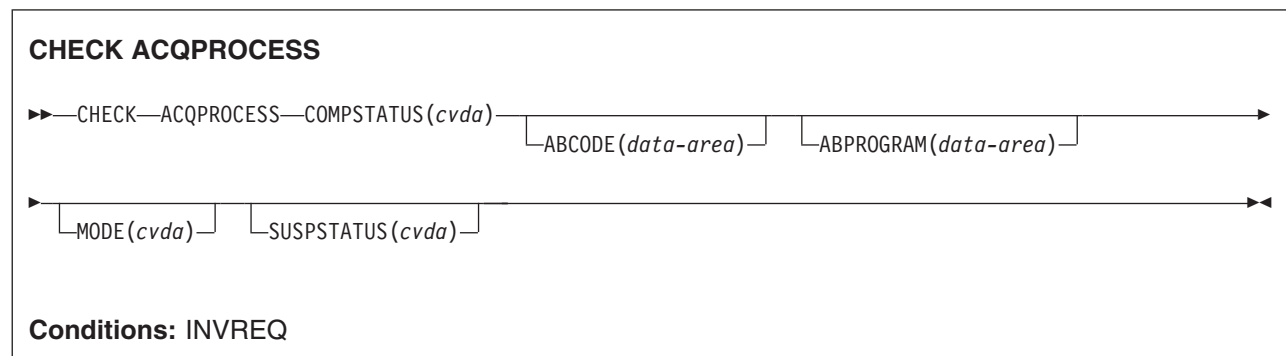 CHECK ACQPROCESS
CHECK ACQPROCESS COMPSTATUS(cvda)
ABCODE(data-area) ABPROGRAM(data-area)
MODE(cvda) SUSPSTATUS(cvda)
Conditions: INVREQ